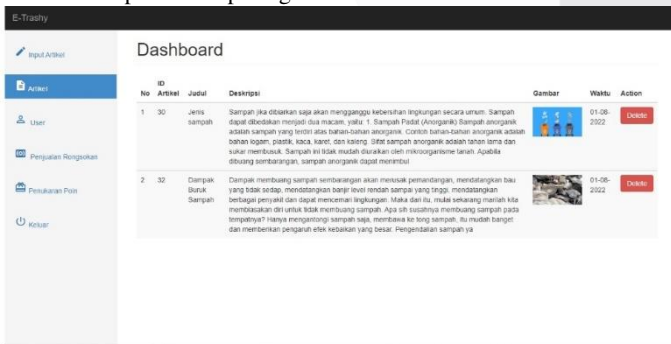 E-Trashy
Input Artikel
Artikel
User
Penjualan Rongsokan
Penukaran Poin
Keluar
Dashboard
No ID Artikel Judul Deskripsi Gambar Waktu Action
1 30 Jenis sampah
Sampah jika dibiarkan saja akan mengganggu kebersihan lingkungan secara umum. Sampah
dapat dibedakan menjadi dua macam, yaitu: 1. Sampah Padat (Anorganik) Sampah anorganik
adalah sampah yang terdiri atas bahan-bahan anorganik. Contoh bahan-bahan anorganik adalah
bahan logam, plastik, kaca, karet, dan kaleng. Sifat sampah anorganik adalah tahan lama dan
sukar membusuk. Sampah ini tidak mudah diuraikan oleh mikroorganisme tanah. Apabila
dibuang sembarangan, sampah anorganik dapat menimbul
01-08-2022 Delete
2 32 Dampak Buruk Sampah
Dampak membuang sampah sembarangan akan merusak pemandangan, mendatangkan bau
yang tidak sedap, mendatangkan banjir level rendah sampai yang tinggi, mendatangkan
berbagai penyakit dan dapat mencemari lingkungan. Maka dari itu, mulai sekarang marilah kita
membiasakan diri untuk tidak membuang sampah. Apa sih susahnya membuang sampah pada
tempatnya? Hanya mengantongi sampah saja, membawa ke tong sampah, itu mudah banget
dan memberikan pengaruh efek kebaikan yang besar. Pengendalian sampah ya
01-08-2022 Delete